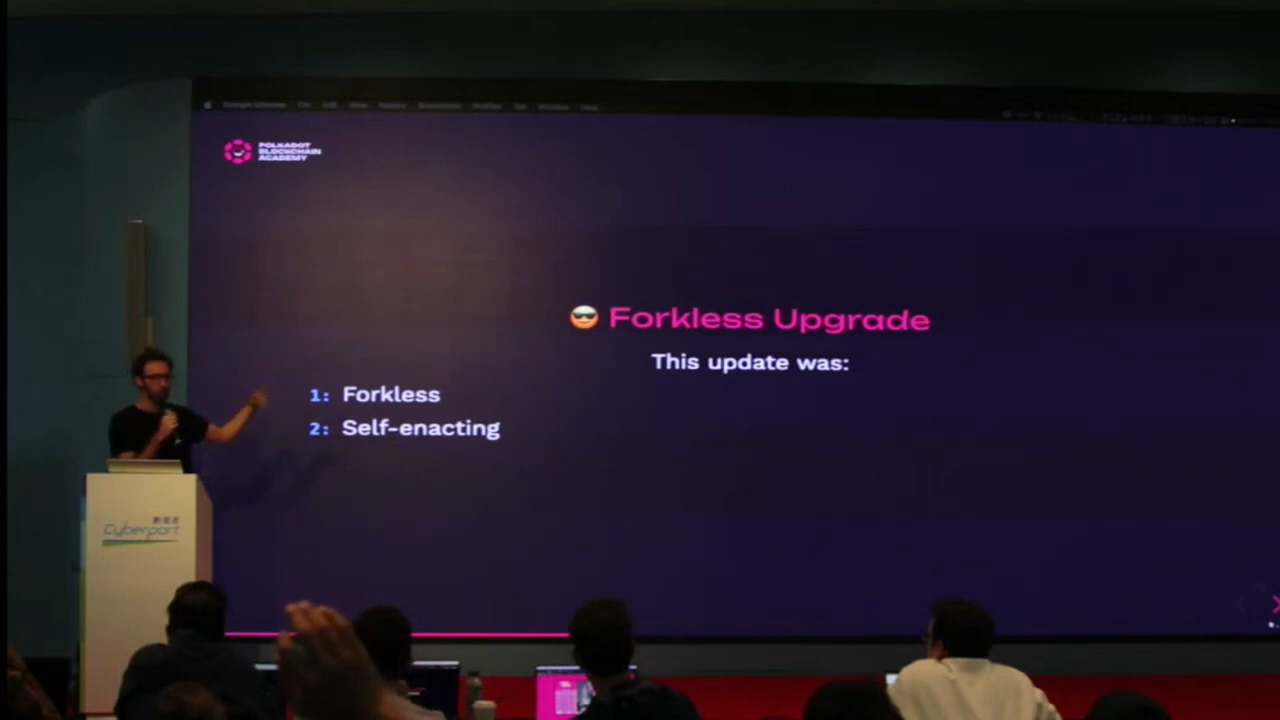 POLKADOT
BLOCKCHAIN
ACADEMY
😎 Forkless Upgrade
This update was:
1: Forkless
2: Self-enacting
Cyberport